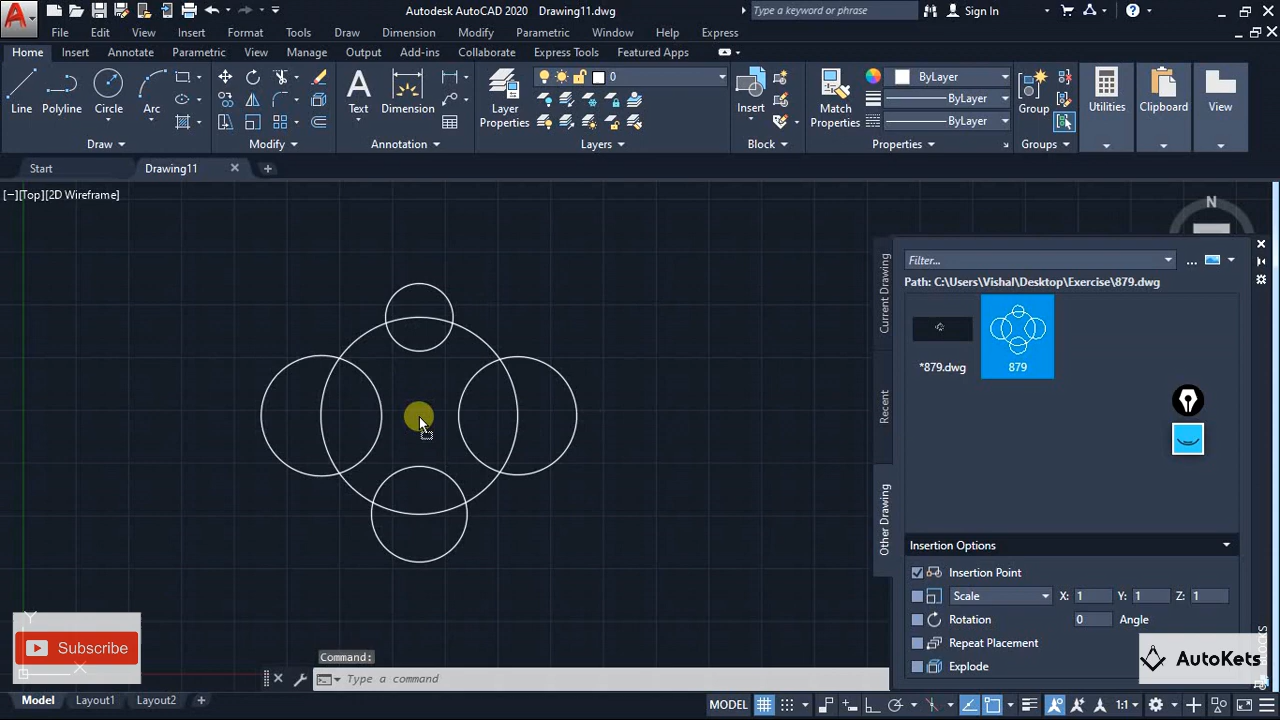 Autodesk AutoCAD 2020 Drawing11.dwg
Type a keyword or phrase
Sign In
File Edit View Insert Format Tools Draw Dimension Modify Parametric Window Help Express
Home Insert Annotate Parametric View Manage Output Add-ins Collaborate Express Tools Featured Apps
0
ByLayer
ByLayer
ByLayer
Line Polyline Circle Arc
Text Dimension
Layer
Properties
Insert
Match
Properties
Group
Utilities
Clipboard
View
Draw Modify Annotation Layers Block Properties Groups
Start Drawing11
[−][Top][2D Wireframe]
N
Current Drawing
Recent
Other Drawing
Filter...
...
Path: C:\Users\Vishal\Desktop\Exercise\879.dwg
*879.dwg
879
Insertion Options
Insertion Point
Scale X: 1 Y: 1 Z: 1
Rotation 0 Angle
Repeat Placement
Explode
BLOCKS
AutoKets
Y
X
Subscribe
Command:
Type a command
Model Layout1 Layout2
MODEL
1:1